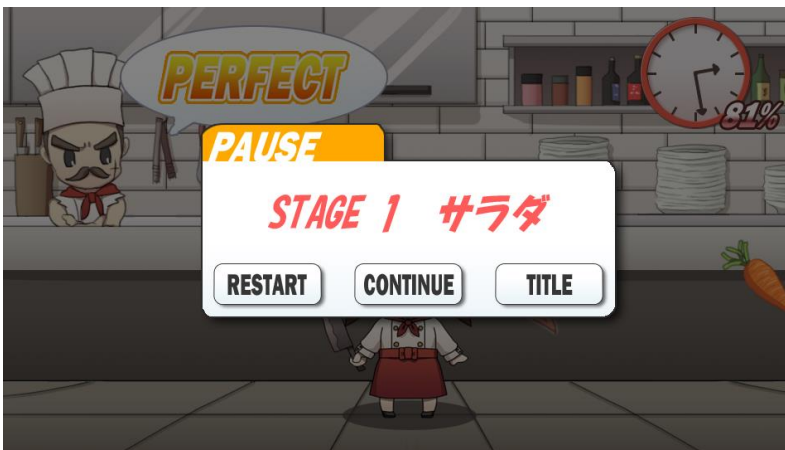 PERFECT
81%
PAUSE
STAGE 1 サラダ
RESTART
CONTINUE
TITLE